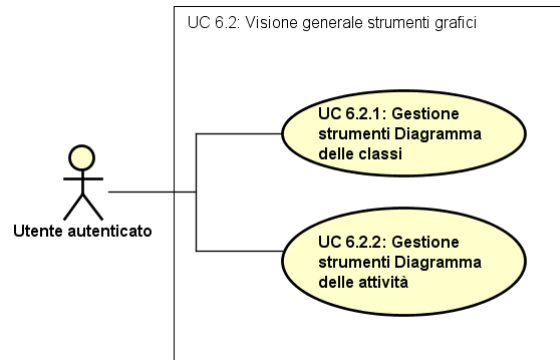 UC 6.2: Visione generale strumenti grafici
UC 6.2.1: Gestione
strumenti Diagramma
delle classi
Utente autenticato
UC 6.2.2: Gestione
strumenti Diagramma
delle attività